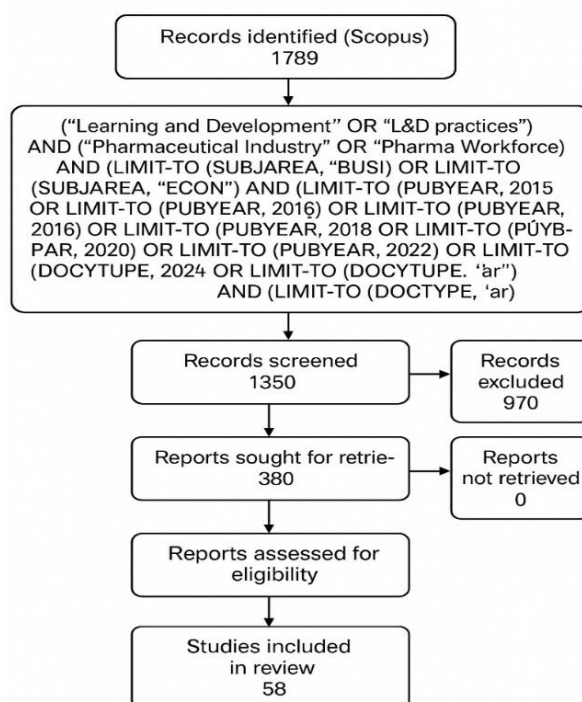 Records identified (Scopus)
1789
(“Learning and Development” OR “L&D practices”)
AND (“Pharmaceutical Industry” OR “Pharma Workforce)
AND (LIMIT-TO (SUBJAREA, “BUSI) OR LIMIT-TO
(SUBJAREA, “ECON”) AND (LIMIT-TO (PUBYEAR, 2015
OR LIMIT-TO (PUBYEAR, 2016) OR LIMIT-TO (PUBYEAR,
2016) OR LIMIT-TO (PUBYEAR, 2018 OR LIMIT-TO (PÚYB-
PAR, 2020) OR LIMIT-TO (PUBYEAR, 2022) OR LIMIT-TO
(DOCYTUPE, 2024 OR LIMIT-TO (DOCYTUPE. ‘àr”)
AND (LIMIT-TO (DOCTYPE, ‘ar)
Records screened
1350
Records
excluded
970
Reports sought for retrie-
380
Reports
not retrieved
0
Reports assessed for
eligibility
Studies included
in review
58